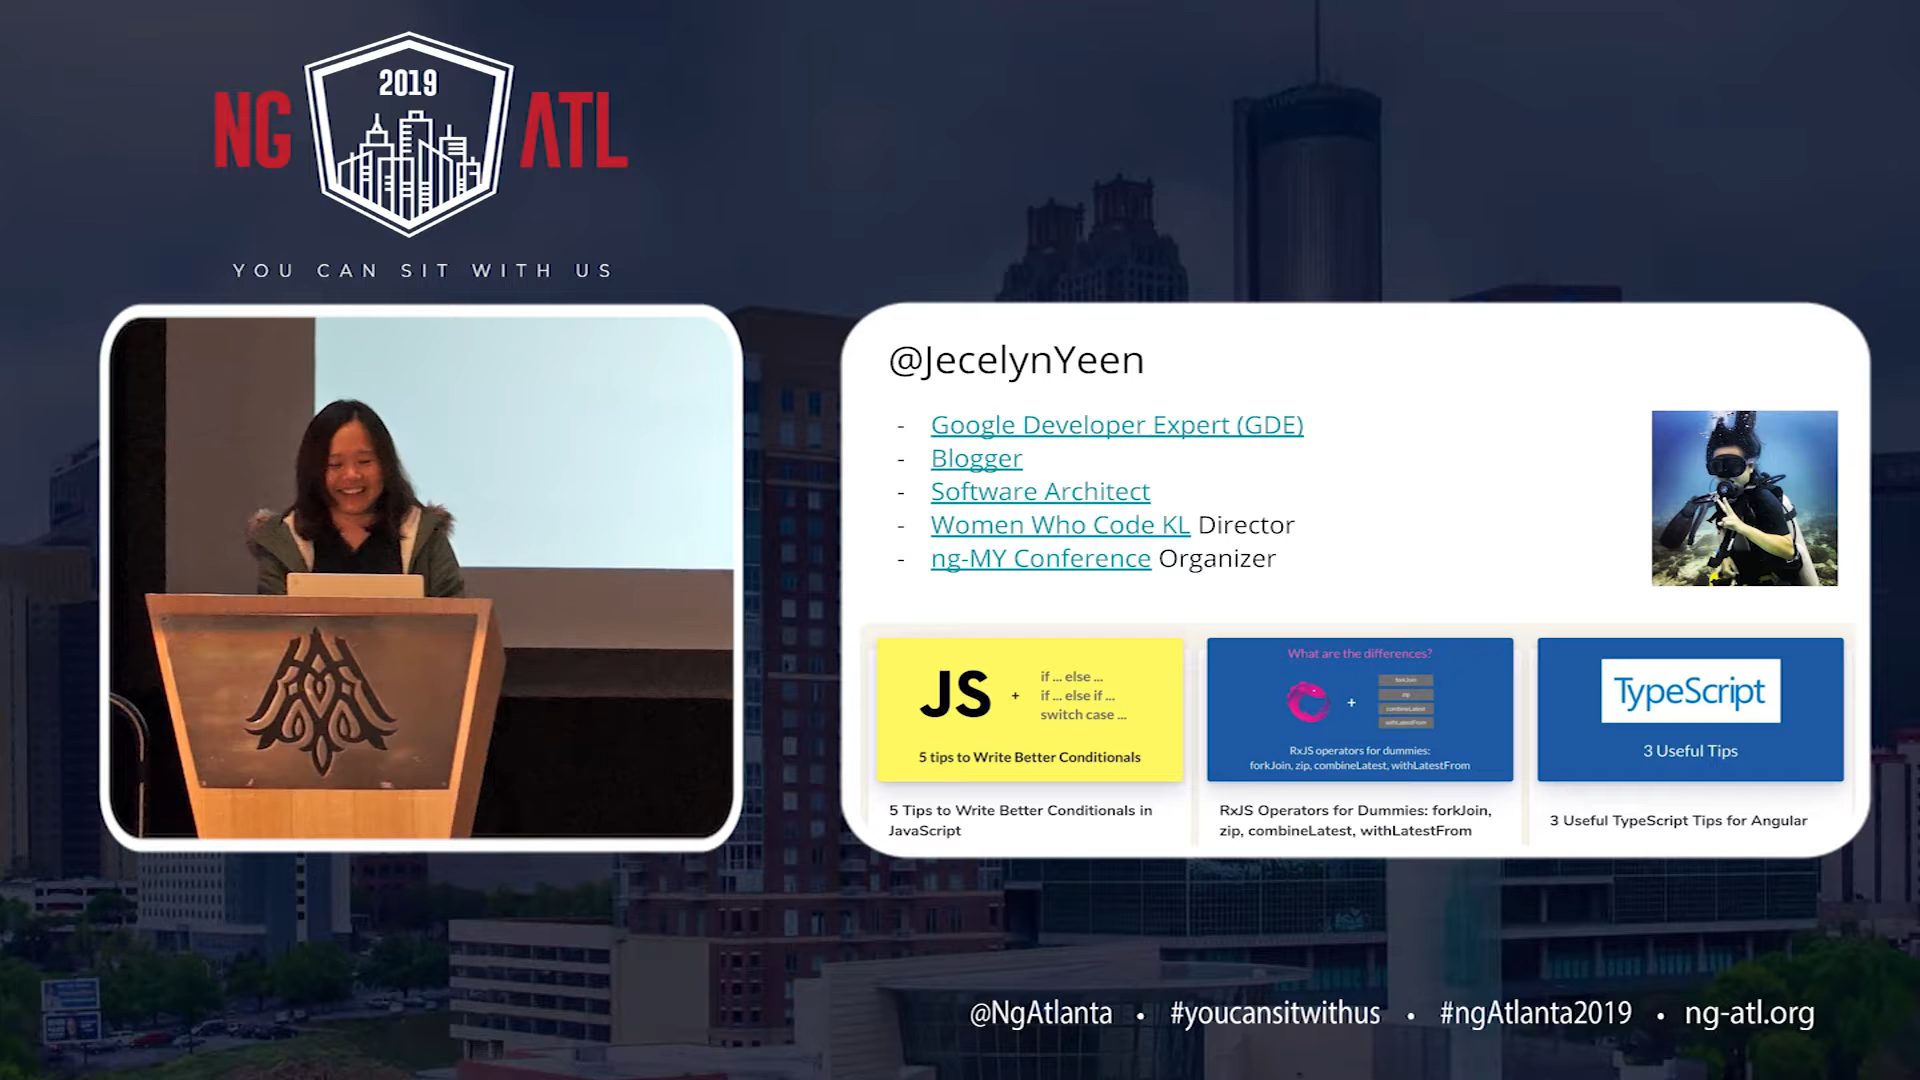 NG 2019 ATL
YOU CAN SIT WITH US
@JecelynYeen
- Google Developer Expert (GDE)
- Blogger
- Software Architect
- Women Who Code KL Director
- ng-MY Conference Organizer
JS + if ... else ...
if ... else if ...
switch case ...
5 tips to Write Better Conditionals
5 Tips to Write Better Conditionals in
JavaScript
What are the differences?
+
forkJoin
zip
combineLatest
withLatestFrom
RxJS operators for dummies:
forkJoin, zip, combineLatest, withLatestFrom
RxJS Operators for Dummies: forkJoin,
zip, combineLatest, withLatestFrom
TypeScript
3 Useful Tips
3 Useful TypeScript Tips for Angular
@NgAtlanta • #youcansitwithus • #ngAtlanta2019 • ng-atl.org